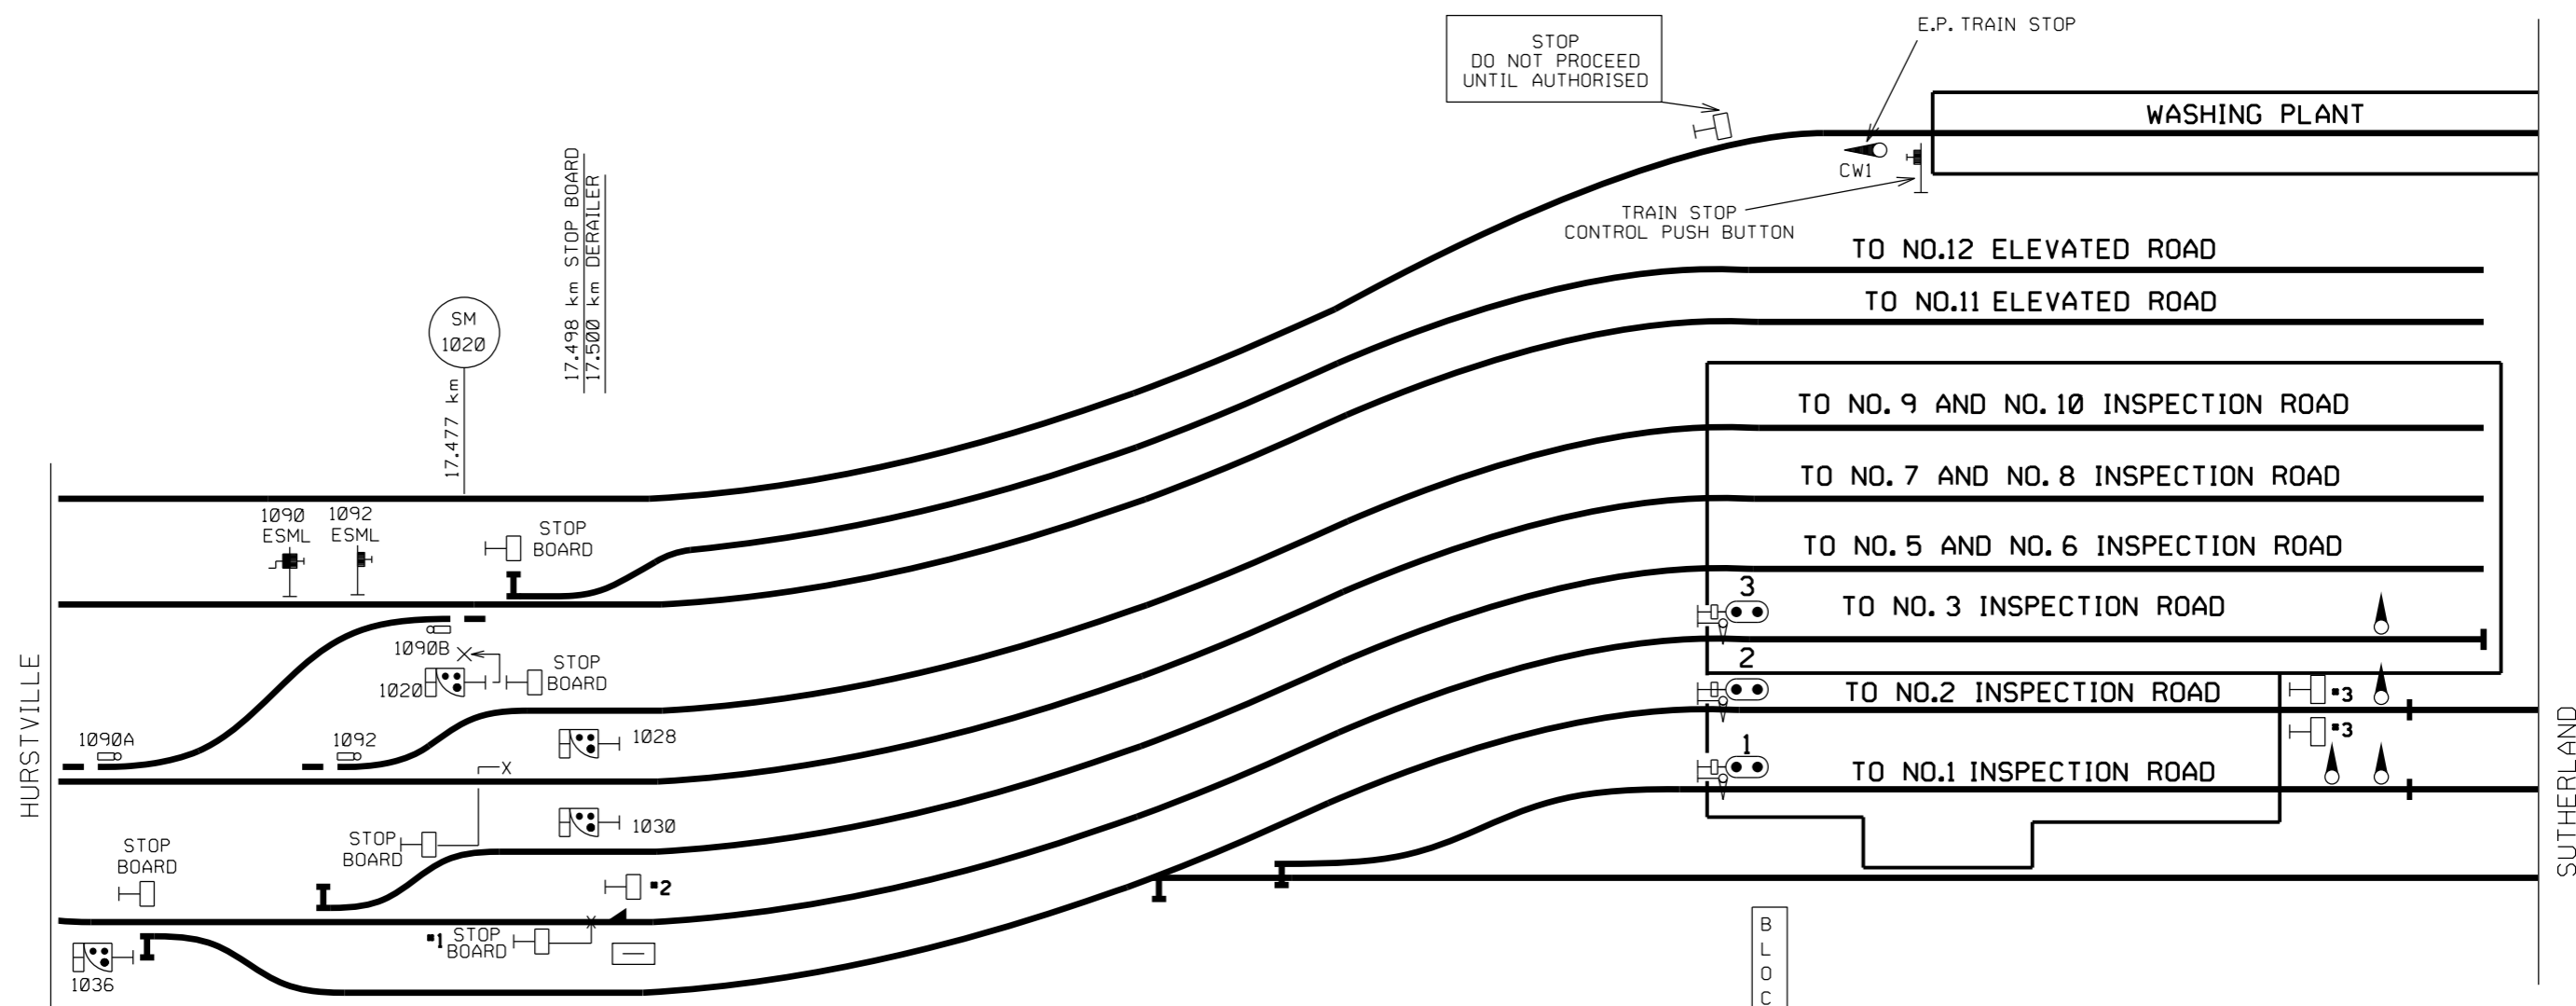 STOP
DO NOT PROCEED
UNTIL AUTHORISED
E.P. TRAIN STOP
WASHING PLANT
CW1
TRAIN STOP
CONTROL PUSH BUTTON
TO NO.12 ELEVATED ROAD
TO NO.11 ELEVATED ROAD
17.498 km STOP BOARD
17.500 km DERAILER
SM
1020
17.477 km
TO NO.9 AND NO.10 INSPECTION ROAD
TO NO.7 AND NO.8 INSPECTION ROAD
TO NO.5 AND NO.6 INSPECTION ROAD
3
TO NO.3 INSPECTION ROAD
2
TO NO.2 INSPECTION ROAD
*3
*3
1
TO NO.1 INSPECTION ROAD
1090
ESML
1092
ESML
STOP
BOARD
1090B
1020
STOP
BOARD
1090A
1092
1028
STOP
BOARD
1030
STOP
BOARD
*2
*1 STOP
BOARD
1036
HURSTVILLE
SUTHERLAND
B
L
O
C